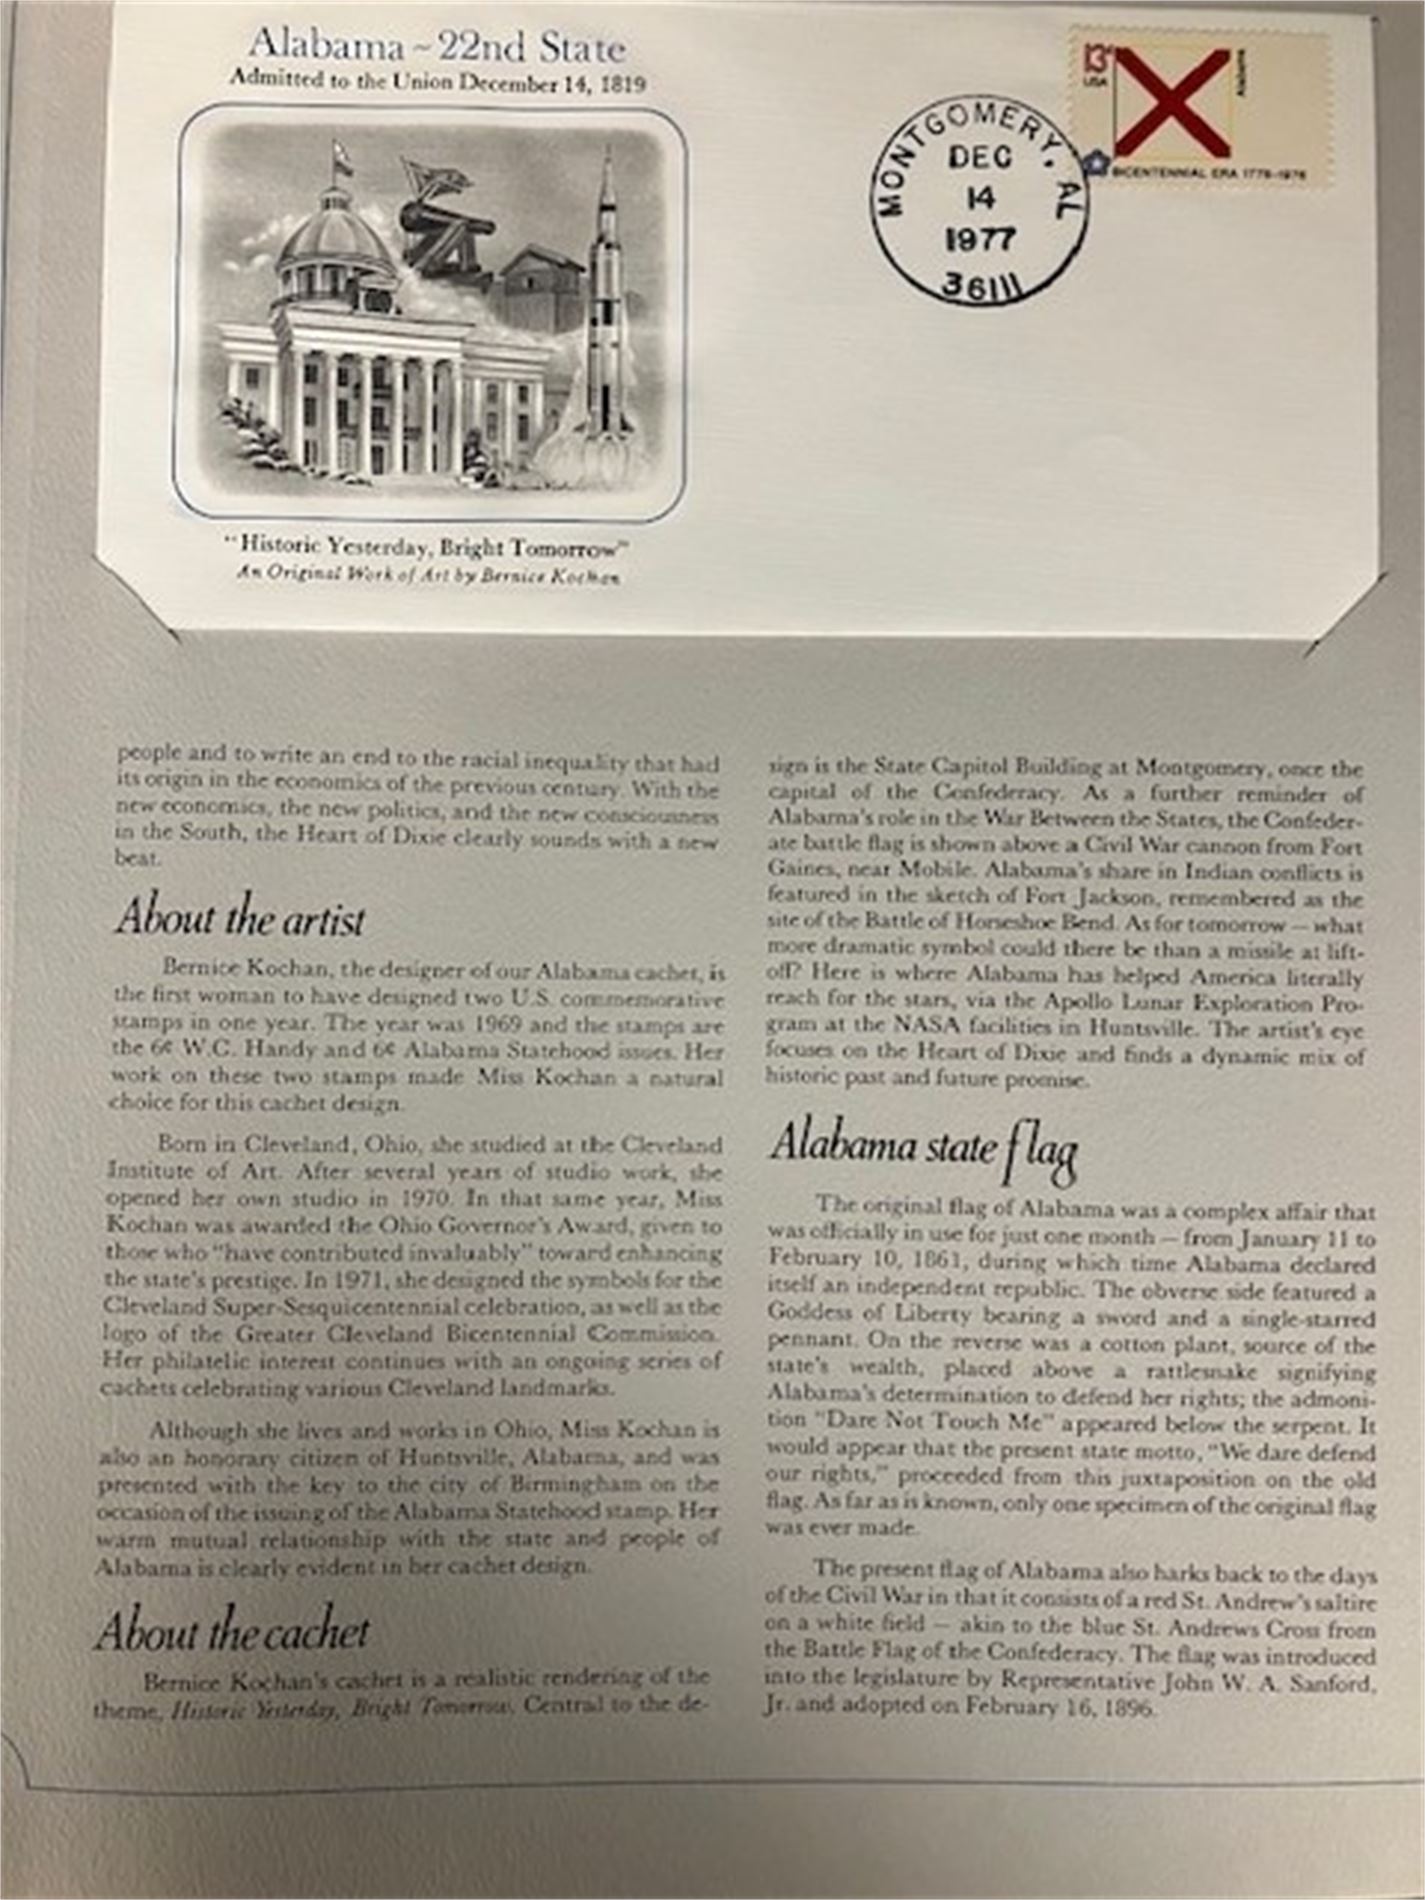 Alabama ~ 22nd State
Admitted to the Union December 14, 1819
13¢
USA
Alabama
BICENTENNIAL ERA 1776-1976
MONTGOMERY, AL
DEC
14
1977
36111
"Historic Yesterday, Bright Tomorrow"
An Original Work of Art by Bernice Kochan
people and to write an end to the racial inequality that had
its origin in the economics of the previous century. With the
new economics, the new politics, and the new consciousness
in the South, the Heart of Dixie clearly sounds with a new
beat.
About the artist
Bernice Kochan, the designer of our Alabama cachet, is
the first woman to have designed two U.S. commemorative
stamps in one year. The year was 1969 and the stamps are
the 6¢ W.C. Handy and 6¢ Alabama Statehood issues. Her
work on these two stamps made Miss Kochan a natural
choice for this cachet design.
Born in Cleveland, Ohio, she studied at the Cleveland
Institute of Art. After several years of studio work, she
opened her own studio in 1970. In that same year, Miss
Kochan was awarded the Ohio Governor's Award, given to
those who "have contributed invaluably" toward enhancing
the state's prestige. In 1971, she designed the symbols for the
Cleveland Super-Sesquicentennial celebration, as well as the
logo of the Greater Cleveland Bicentennial Commission.
Her philatelic interest continues with an ongoing series of
cachets celebrating various Cleveland landmarks.
Although she lives and works in Ohio, Miss Kochan is
also an honorary citizen of Huntsville, Alabama, and was
presented with the key to the city of Birmingham on the
occasion of the issuing of the Alabama Statehood stamp. Her
warm mutual relationship with the state and people of
Alabama is clearly evident in her cachet design.
About the cachet
Bernice Kochan's cachet is a realistic rendering of the
theme, Historic Yesterday, Bright Tomorrow. Central to the de-
sign is the State Capitol Building at Montgomery, once the
capital of the Confederacy. As a further reminder of
Alabama's role in the War Between the States, the Confeder-
ate battle flag is shown above a Civil War cannon from Fort
Gaines, near Mobile. Alabama's share in Indian conflicts is
featured in the sketch of Fort Jackson, remembered as the
site of the Battle of Horseshoe Bend. As for tomorrow — what
more dramatic symbol could there be than a missile at lift-
off? Here is where Alabama has helped America literally
reach for the stars, via the Apollo Lunar Exploration Pro-
gram at the NASA facilities in Huntsville. The artist's eye
focuses on the Heart of Dixie and finds a dynamic mix of
historic past and future promise.
Alabama state flag
The original flag of Alabama was a complex affair that
was officially in use for just one month — from January 11 to
February 10, 1861, during which time Alabama declared
itself an independent republic. The obverse side featured a
Goddess of Liberty bearing a sword and a single-starred
pennant. On the reverse was a cotton plant, source of the
state's wealth, placed above a rattlesnake signifying
Alabama's determination to defend her rights; the admoni-
tion "Dare Not Touch Me" appeared below the serpent. It
would appear that the present state motto, "We dare defend
our rights," proceeded from this juxtaposition on the old
flag. As far as is known, only one specimen of the original flag
was ever made.
The present flag of Alabama also harks back to the days
of the Civil War in that it consists of a red St. Andrew's saltire
on a white field — akin to the blue St. Andrews Cross from
the Battle Flag of the Confederacy. The flag was introduced
into the legislature by Representative John W. A. Sanford,
Jr. and adopted on February 16, 1896.